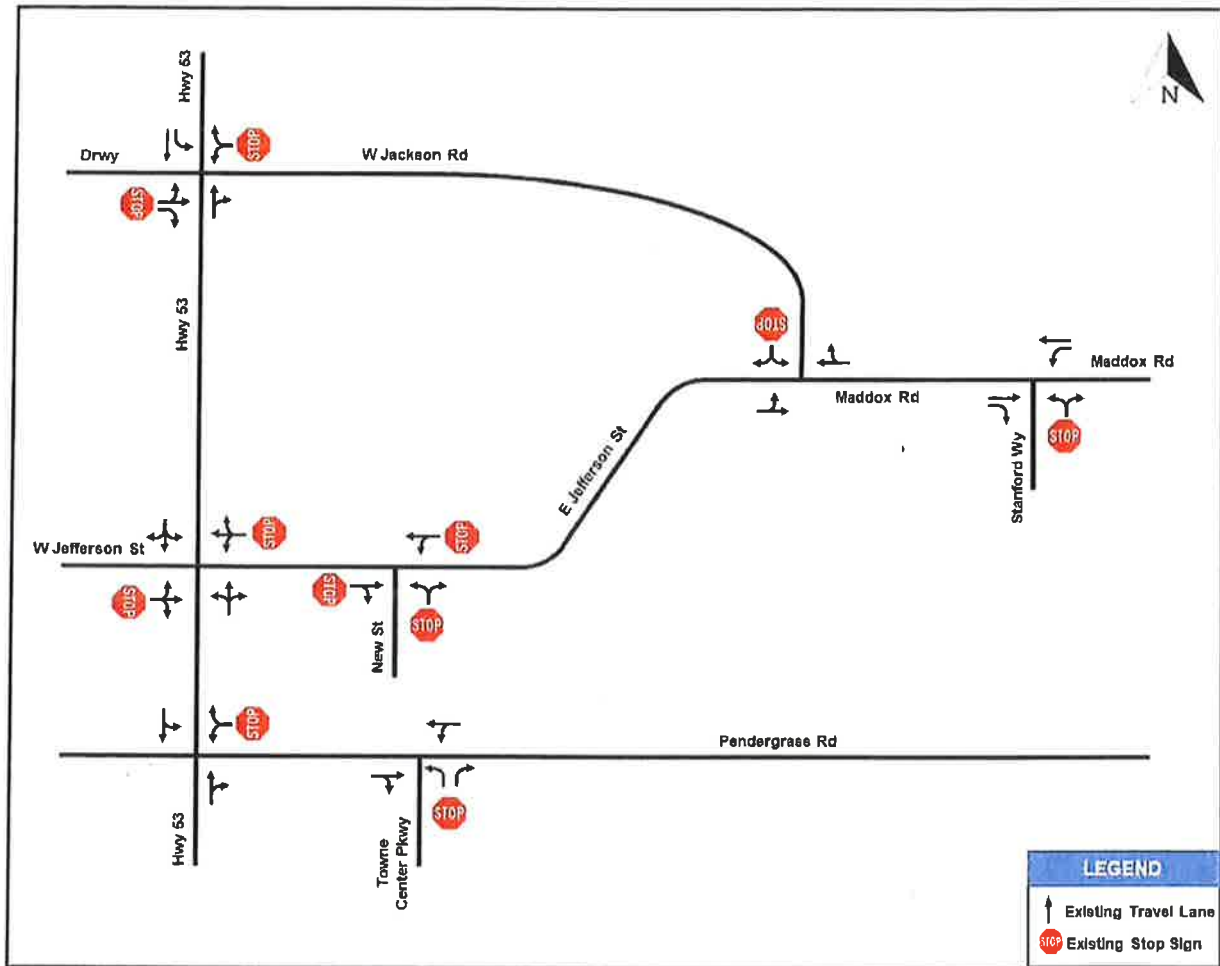 Hwy 53
N
STOP
Drwy
W Jackson Rd
STOP
Hwy 53
STOP
Maddox Rd
Maddox Rd
STOP
Stanford Wy
E Jefferson St
STOP
STOP
W Jefferson St
STOP
STOP
STOP
New St
STOP
Pendergrass Rd
STOP
Hwy 53
Towne
Center Pkwy
LEGEND
Existing Travel Lane
STOP Existing Stop Sign